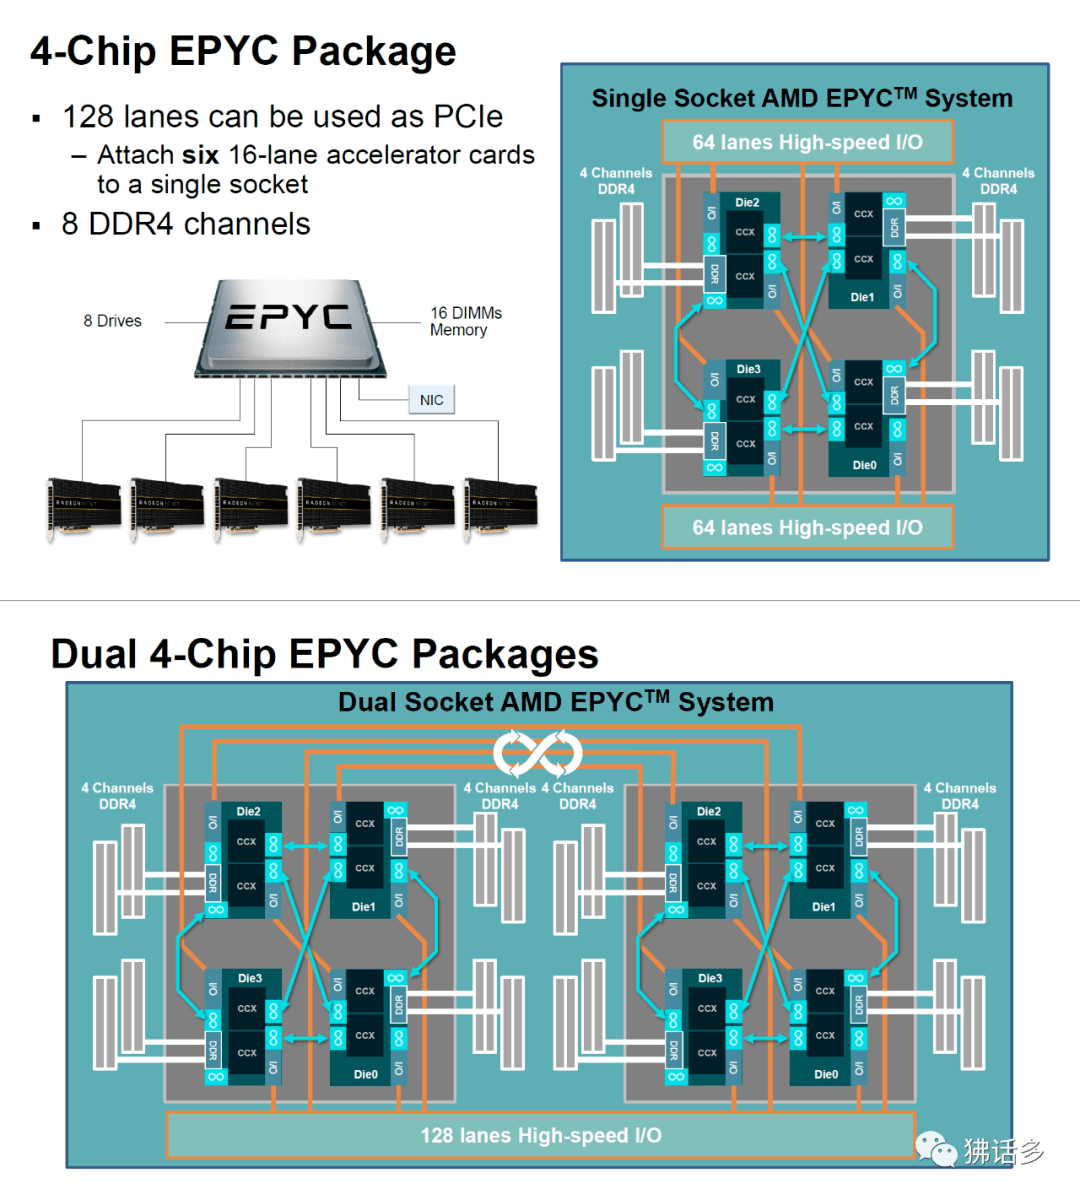 4-Chip EPYC Package
▪ 128 lanes can be used as PCIe
– Attach six 16-lane accelerator cards
to a single socket
▪ 8 DDR4 channels
8 Drives
EPYC
16 DIMMs
Memory
NIC
RADEON
RADEON
RADEON
RADEON
RADEON
RADEON
Single Socket AMD EPYC™ System
64 lanes High-speed I/O
4 Channels
DDR4
4 Channels
DDR4
I/O
Die2
CCX
CCX
DDR
I/O
I/O
CCX
DDR
CCX
Die1
I/O
I/O
Die3
CCX
CCX
DDR
I/O
I/O
CCX
DDR
CCX
Die0
I/O
64 lanes High-speed I/O
Dual 4-Chip EPYC Packages
Dual Socket AMD EPYC™ System
4 Channels
DDR4
4 Channels
DDR4
4 Channels
DDR4
4 Channels
DDR4
I/O
Die2
CCX
CCX
DDR
I/O
I/O
CCX
DDR
CCX
Die1
I/O
I/O
Die3
CCX
CCX
DDR
I/O
I/O
CCX
DDR
CCX
Die0
I/O
I/O
Die2
CCX
CCX
DDR
I/O
I/O
CCX
DDR
CCX
Die1
I/O
I/O
Die3
CCX
CCX
DDR
I/O
I/O
CCX
DDR
CCX
Die0
I/O
128 lanes High-speed I/O
狒话多